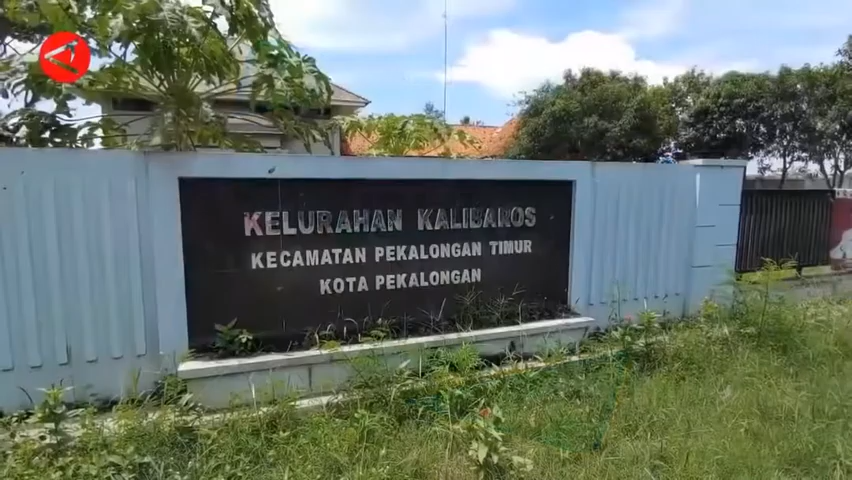 KELURAHAN KALIBAROS
KECAMATAN PEKALONGAN TIMUR
KOTA PEKALONGAN